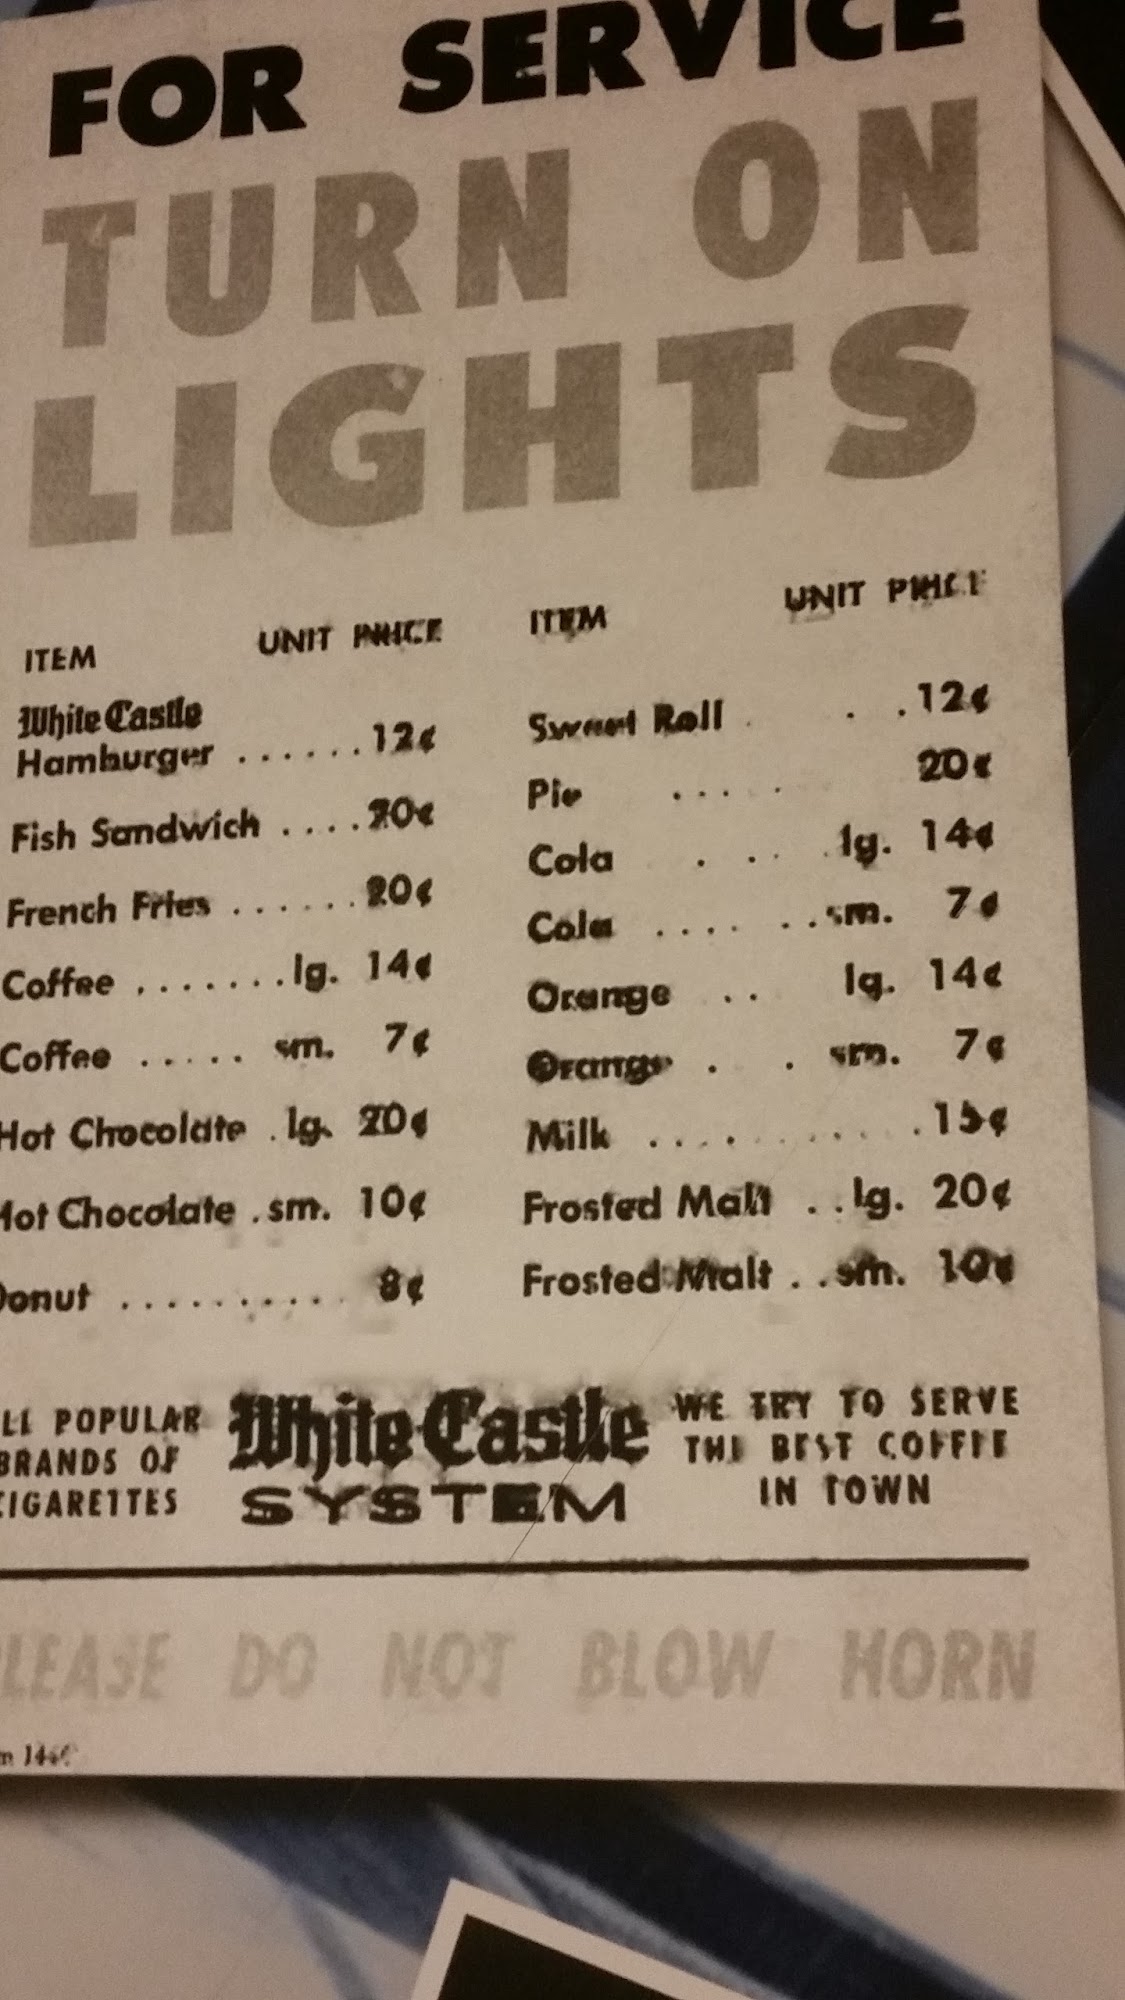 FOR SERVICE
TURN ON
LIGHTS
ITEM UNIT PRICE
White Castle
Hamburger ......12¢
Fish Sandwich ....20¢
French Fries ......20¢
Coffee .......lg. 14¢
Coffee ..... sm. 7¢
Hot Chocolate .lg. 20¢
Hot Chocolate .sm. 10¢
Donut .......... 8¢
ITEM UNIT PRICE
Sweet Roll . . .12¢
Pie .... 20¢
Cola . . .. .lg. 14¢
Cola .... ..sm. 7¢
Orange .. lg. 14¢
Orange . . sm. 7¢
Milk ..........15¢
Frosted Malt ..lg. 20¢
Frosted Malt ..sm. 10¢
LL POPULAR
BRANDS OF
CIGARETTES
White Castle
SYSTEM
WE TRY TO SERVE
THE BEST COFFEE
IN TOWN
PLEASE DO NOT BLOW HORN